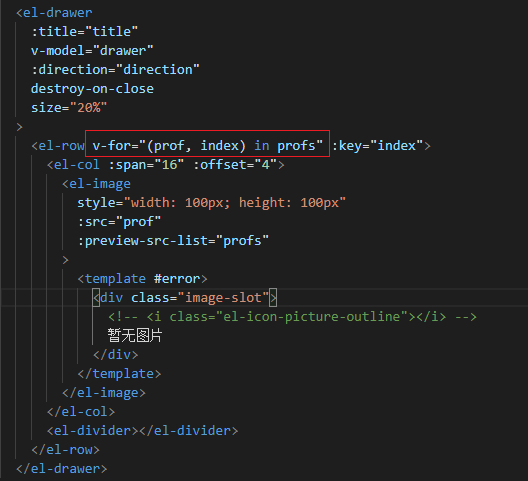 <el-drawer
:title="title"
v-model="drawer"
:direction="direction"
destroy-on-close
size="20%"
>
<el-row v-for="(prof, index) in profs" :key="index">
<el-col :span="16" :offset="4">
<el-image
style="width: 100px; height: 100px"
:src="prof"
:preview-src-list="profs"
>
<template #error>
<div class="image-slot">
<!-- <i class="el-icon-picture-outline"></i> -->
暂无图片
</div>
</template>
</el-image>
</el-col>
<el-divider></el-divider>
</el-row>
</el-drawer>